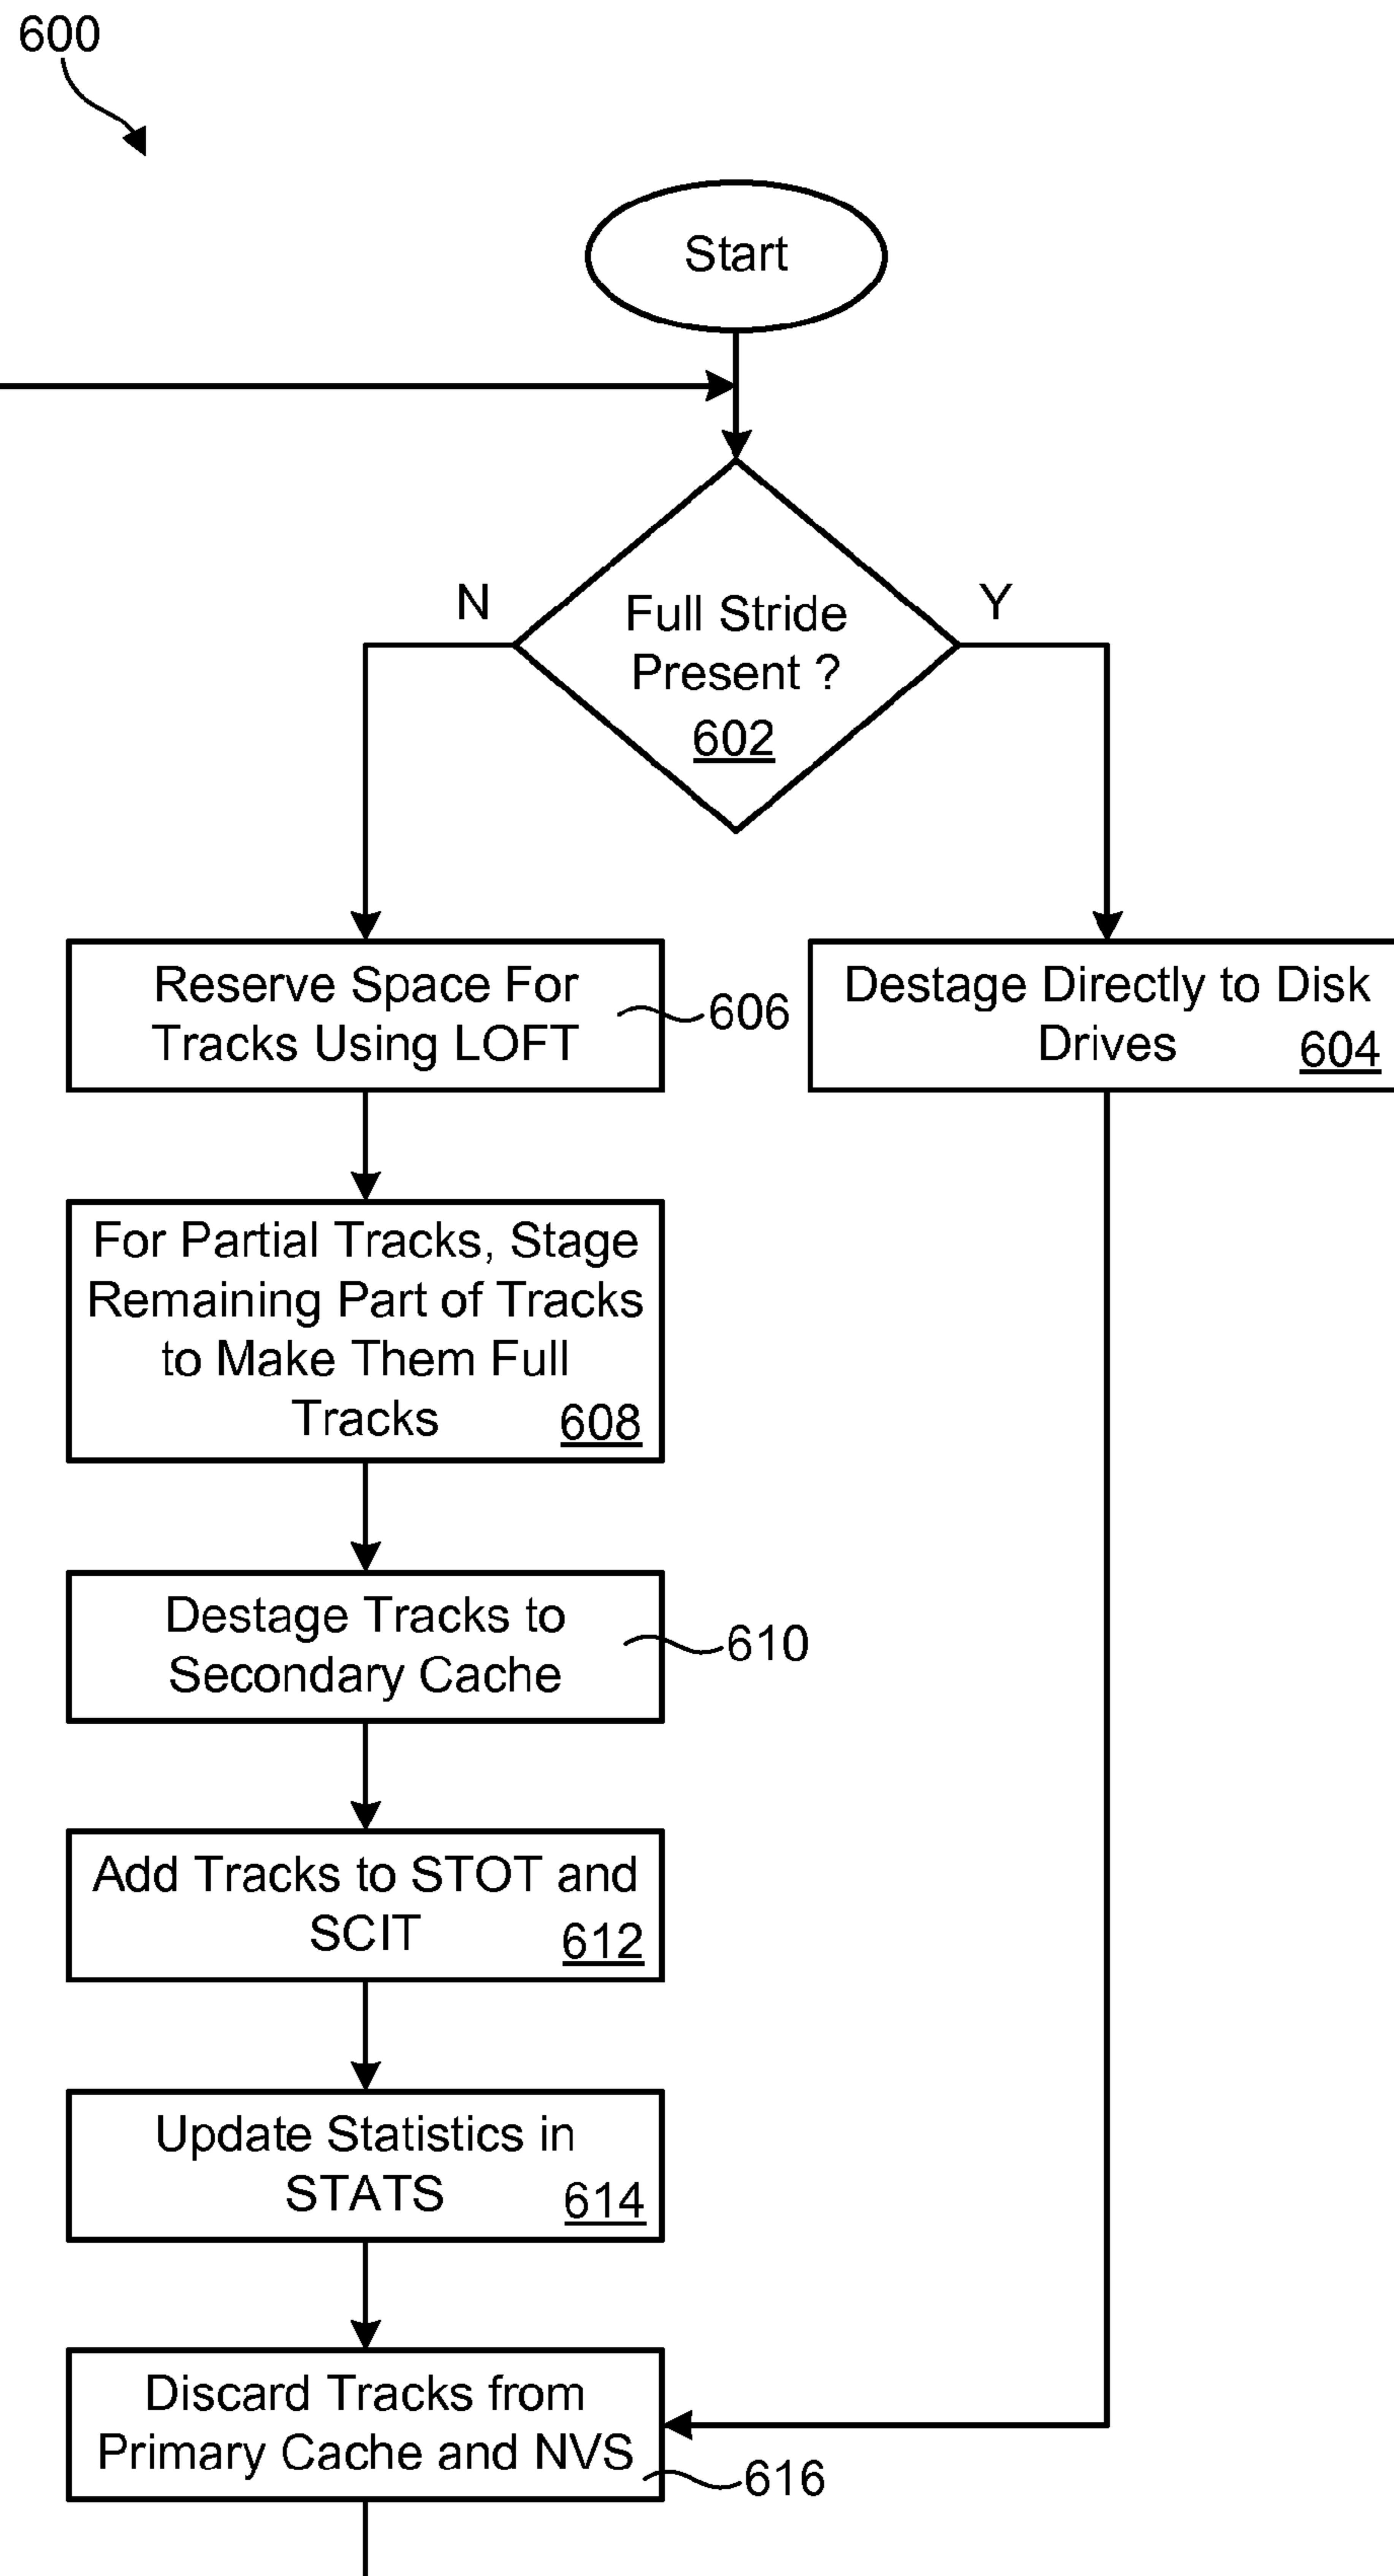 600
Start
N
Y
Full Stride
Present ?
602
Reserve Space For
Tracks Using LOFT
606
Destage Directly to Disk
Drives
604
For Partial Tracks, Stage
Remaining Part of Tracks
to Make Them Full
Tracks
608
Destage Tracks to
Secondary Cache
610
Add Tracks to STOT and
SCIT
612
Update Statistics in
STATS
614
Discard Tracks from
Primary Cache and NVS
616